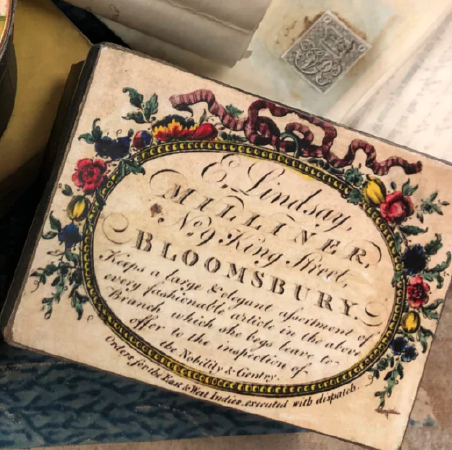 E. Lindsay,
MILLINER
No. 9 King Street,
BLOOMSBURY
Keeps a large & elegant assortment of
every fashionable article in the above
Branch, which she begs leave to
offer to the inspection of
the Nobility & Gentry.
Orders for the East & West Indies, executed with dispatch.